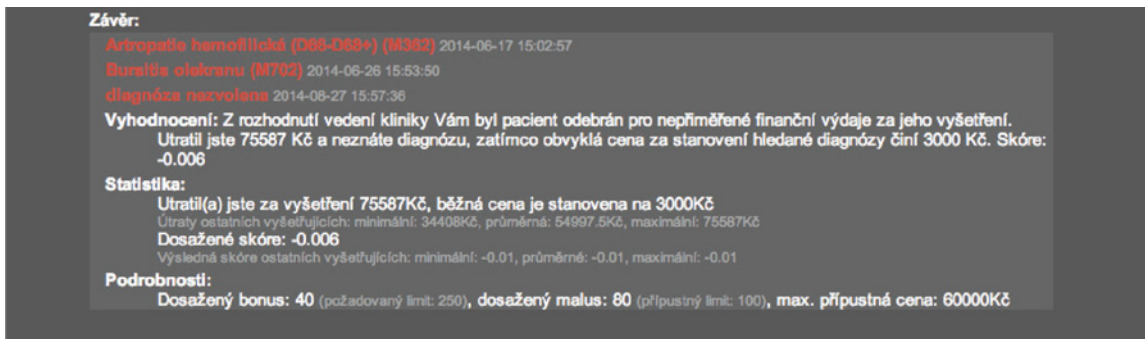 Závěr:
Artropatie hemofilická (D66-D68+) (M362) 2014-06-17 15:02:57
Bursitis olekranu (M702) 2014-06-26 15:53:50
diagnóza nezvolena 2014-08-27 15:57:36
Vyhodnocení: Z rozhodnutí vedení kliniky Vám byl pacient odebrán pro nepřiměřené finanční výdaje za jeho vyšetření.
Utratil jste 75587 Kč a neznáte diagnózu, zatímco obvyklá cena za stanovení hledané diagnózy činí 3000 Kč. Skóre:
-0.006
Statistika:
Utratil(a) jste za vyšetření 75587Kč, běžná cena je stanovena na 3000Kč
Útraty ostatních vyšetřujících: minimální: 34408Kč, průměrná: 54997.5Kč, maximální: 75587Kč
Dosažené skóre: -0.006
Výsledná skóre ostatních vyšetřujících: minimální: -0.01, průměrné: -0.01, maximální: -0.01
Podrobnosti:
Dosažený bonus: 40 (požadovaný limit: 250), dosažený malus: 80 (přípustný limit: 100), max. přípustná cena: 60000Kč